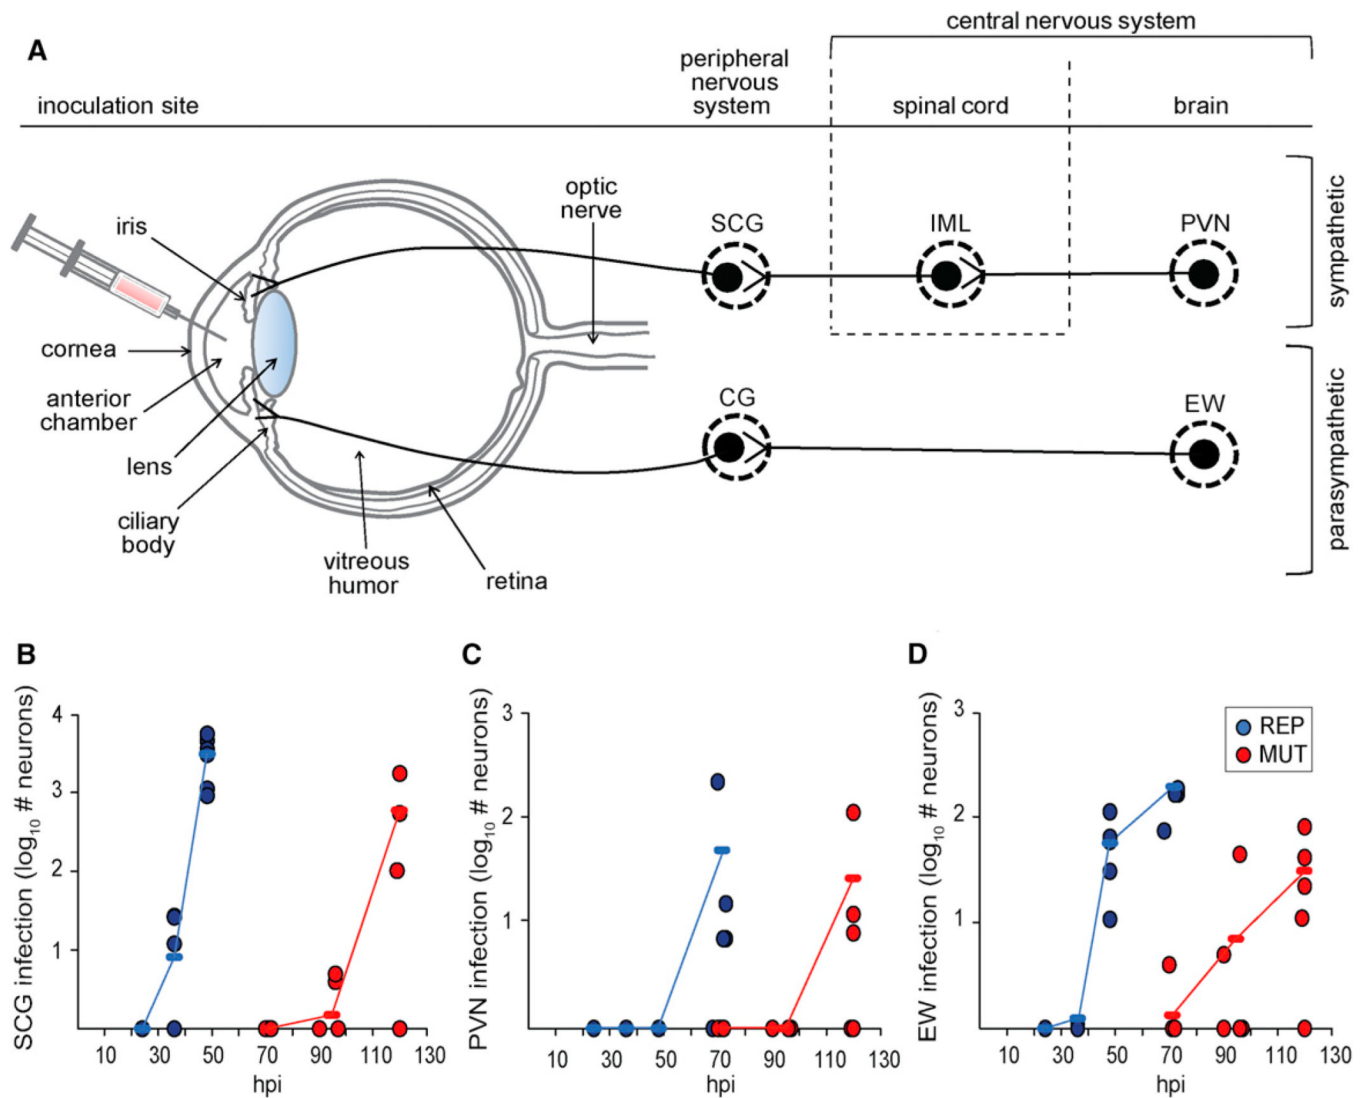 A
central nervous system
peripheral
nervous
system
inoculation site
spinal cord
brain
iris
optic
nerve
SCG
IML
PVN
sympathetic
cornea
anterior
chamber
lens
ciliary
body
vitreous
humor
retina
CG
EW
parasympathetic
B
SCG infection (log10 # neurons)
4
3
2
1
10 30 50 70 90 110 130
hpi
C
PVN infection (log10 # neurons)
3
2
1
10 30 50 70 90 110 130
hpi
D
EW infection (log10 # neurons)
3
2
1
10 30 50 70 90 110 130
hpi
REP
MUT